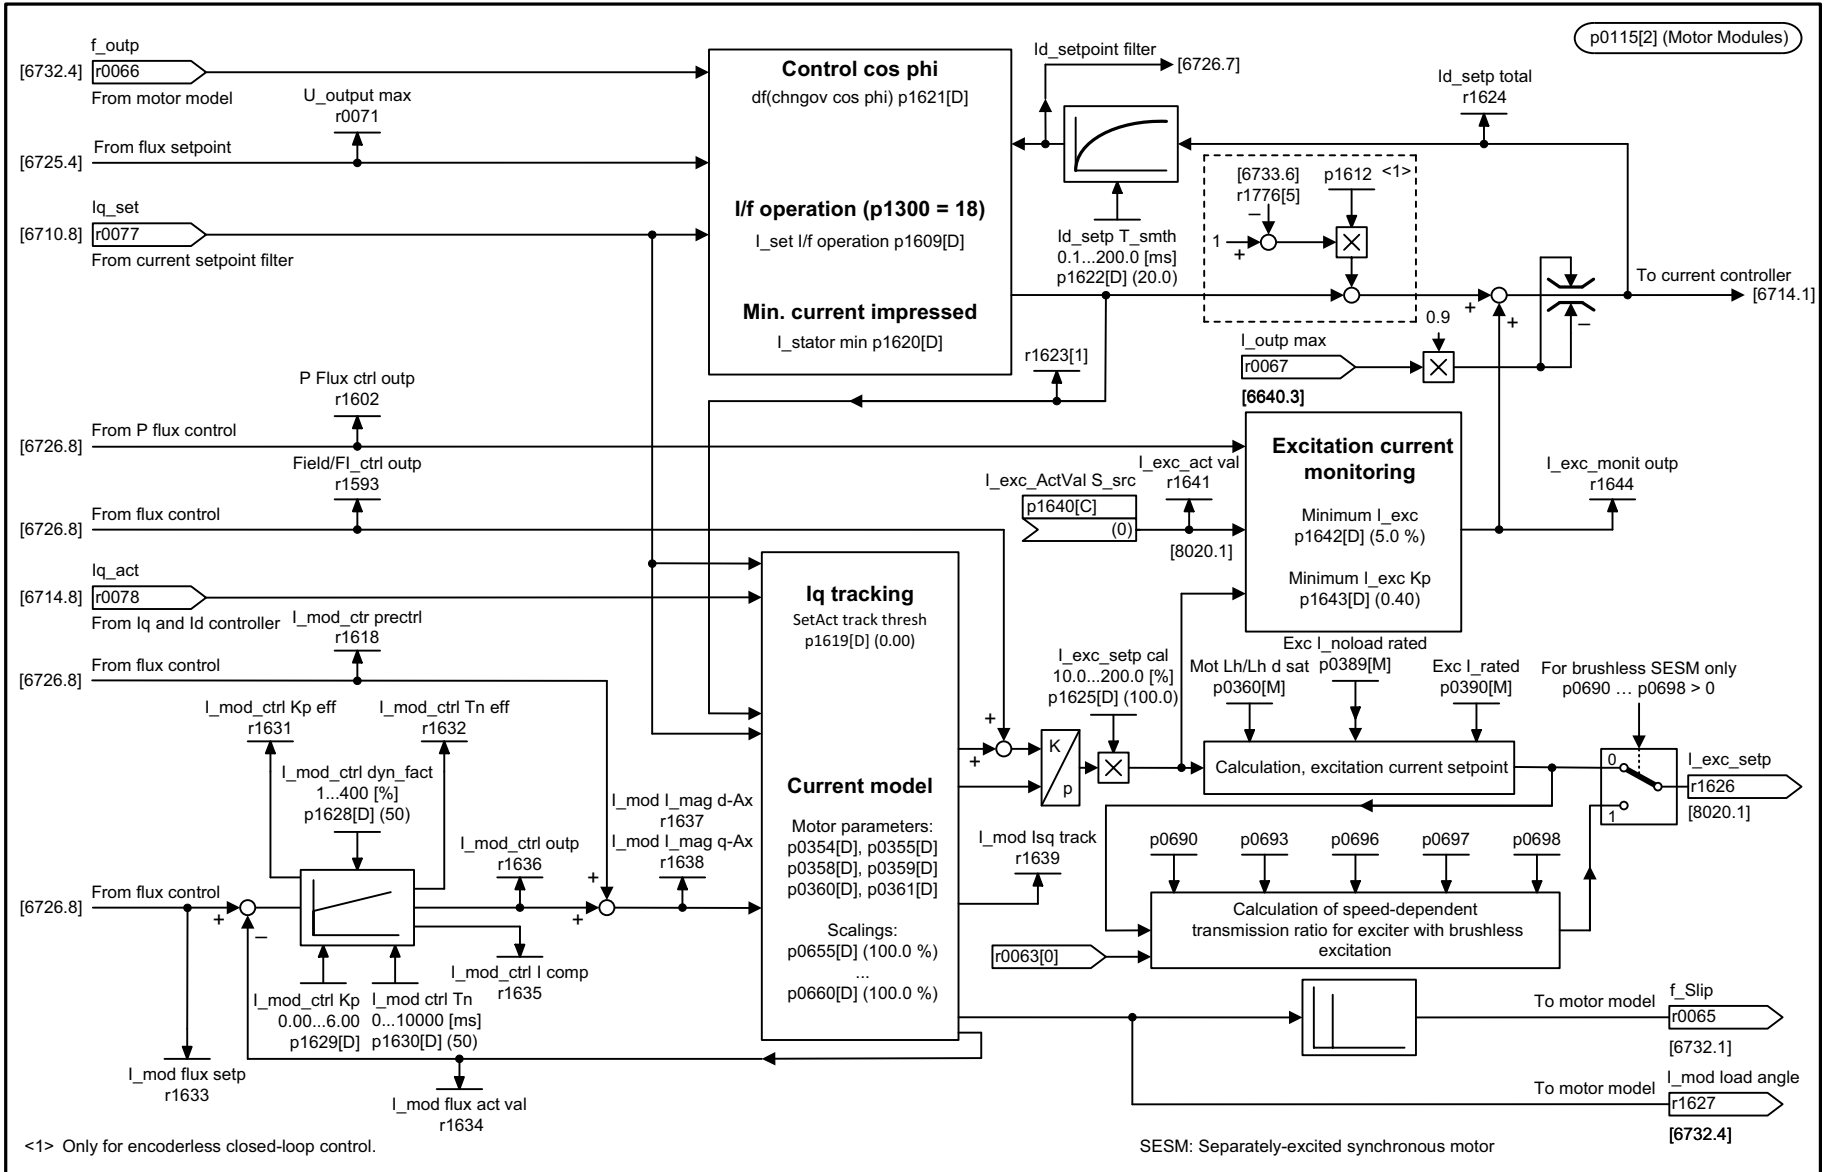 p0115[2] (Motor Modules)
f_outp
[6732.4]
r0066
From motor model
U_output max
r0071
[6725.4]
From flux setpoint
Iq_set
[6710.8]
r0077
From current setpoint filter
Control cos phi
df(chngov cos phi) p1621[D]
I/f operation (p1300 = 18)
I_set I/f operation p1609[D]
Min. current impressed
I_stator min p1620[D]
Id_setpoint filter
[6726.7]
Id_setp T_smth
0.1...200.0 [ms]
p1622[D] (20.0)
Id_setp total
r1624
[6733.6]
r1776[5]
p1612
<1>
–
1
+
+
+
To current controller
[6714.1]
–
0.9
I_outp max
r0067
[6640.3]
r1623[1]
P Flux ctrl outp
r1602
From P flux control
[6726.8]
Field/Fl_ctrl outp
r1593
From flux control
[6726.8]
I_exc_ActVal S_src
p1640[C]
(0)
I_exc_act val
r1641
[8020.1]
Excitation current
monitoring
Minimum I_exc
p1642[D] (5.0 %)
Minimum I_exc Kp
p1643[D] (0.40)
I_exc_monit outp
r1644
Iq_act
[6714.8]
r0078
From Iq and Id controller
I_mod_ctr prectrl
r1618
From flux control
[6726.8]
Iq tracking
SetAct track thresh
p1619[D] (0.00)
Current model
Motor parameters:
p0354[D], p0355[D]
p0358[D], p0359[D]
p0360[D], p0361[D]
Scalings:
p0655[D] (100.0 %)
...
p0660[D] (100.0 %)
I_mod_ctrl Kp eff
r1631
I_mod_ctrl Tn eff
r1632
I_mod_ctrl dyn_fact
1...400 [%]
p1628[D] (50)
I_mod_ctrl outp
r1636
I_mod I_mag d-Ax
r1637
I_mod I_mag q-Ax
r1638
From flux control
[6726.8]
+
–
+
+
I_mod_ctrl I comp
r1635
I_mod_ctrl Kp
0.00...6.00
p1629[D]
I_mod ctrl Tn
0...10000 [ms]
p1630[D] (50)
I_mod flux setp
r1633
I_mod flux act val
r1634
+
+
K
p
I_exc_setp cal
10.0...200.0 [%]
p1625[D] (100.0)
I_mod Isq track
r1639
Mot Lh/Lh d sat
p0360[M]
Exc I_noload rated
p0389[M]
Exc I_rated
p0390[M]
Calculation, excitation current setpoint
For brushless SESM only
p0690 … p0698 > 0
0
1
I_exc_setp
r1626
[8020.1]
p0690
p0693
p0696
p0697
p0698
Calculation of speed-dependent
transmission ratio for exciter with brushless
excitation
r0063[0]
To motor model
f_Slip
r0065
[6732.1]
To motor model
I_mod load angle
r1627
[6732.4]
<1> Only for encoderless closed-loop control.
SESM: Separately-excited synchronous motor